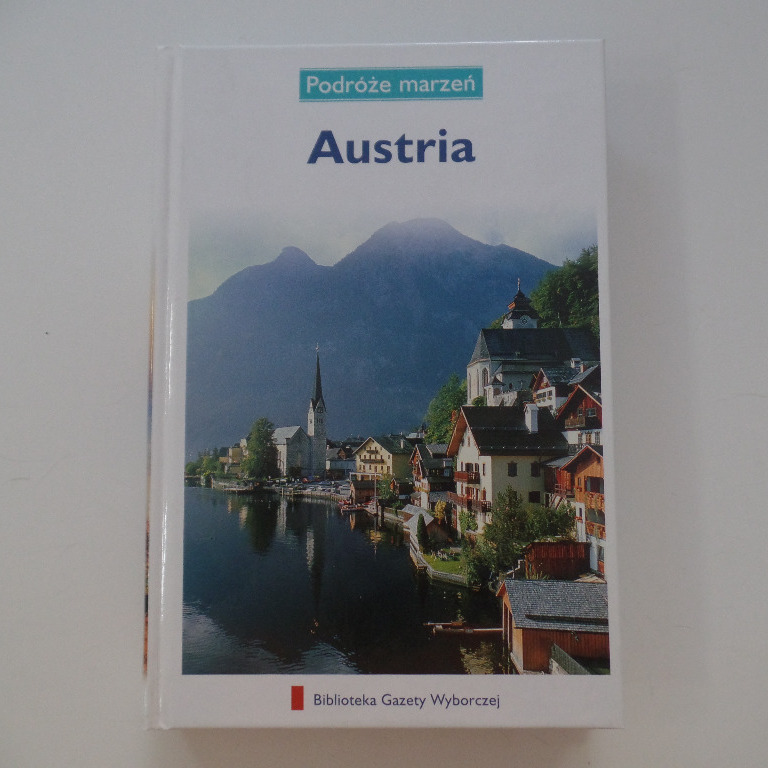 Podróże marzeń
Austria
Biblioteka Gazety Wyborczej